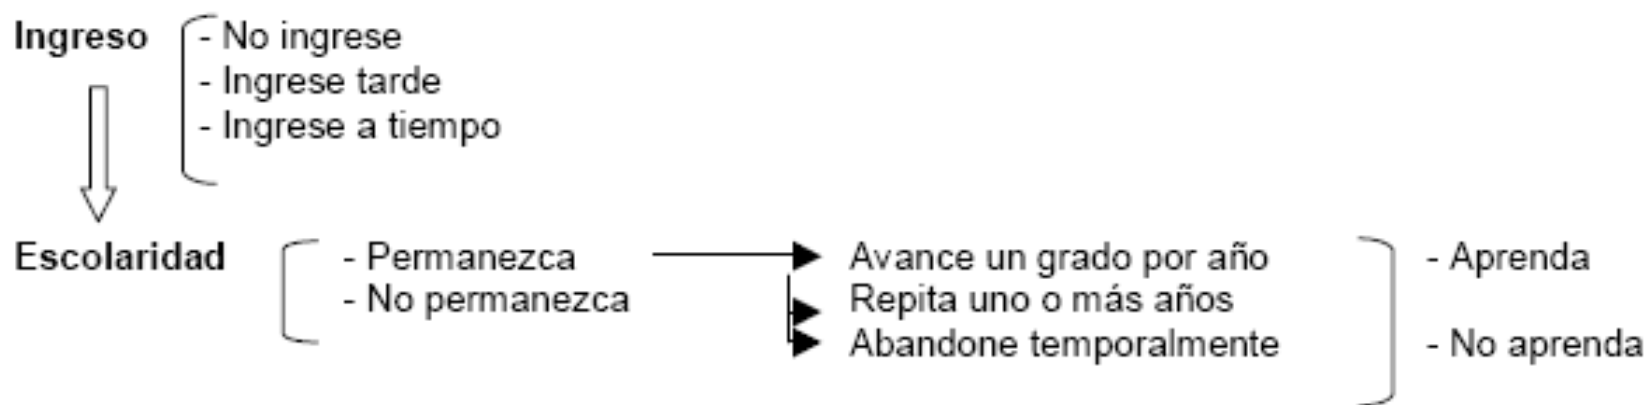 Ingreso - No ingrese
- Ingrese tarde
- Ingrese a tiempo
Escolaridad - Permanezca Avance un grado por año - Aprenda
- No permanezca Repita uno o más años
Abandone temporalmente - No aprenda